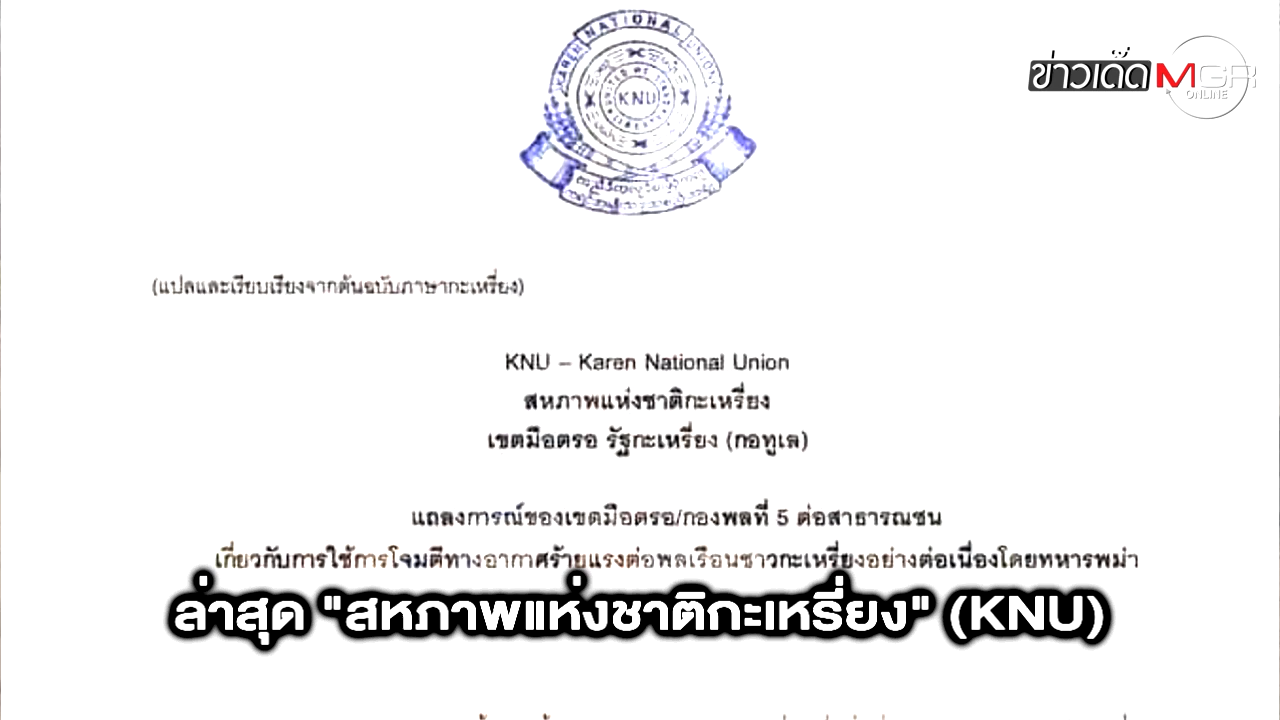 KAREN NATIONAL UNION
KNU
ข่าวเด็ด MGR
ONLINE
(แปลและเรียบเรียงจากต้นฉบับภาษากะเหรี่ยง)
KNU – Karen National Union
สหภาพแห่งชาติกะเหรี่ยง
เขตมือตรอ รัฐกะเหรี่ยง (กอทูเล)
แถลงการณ์ของเขตมือตรอ/กองพลที่ 5 ต่อสาธารณชน
เกี่ยวกับการใช้การโจมตีทางอากาศร้ายแรงต่อพลเรือนชาวกะเหรี่ยงอย่างต่อเนื่องโดยทหารพม่า
ล่าสุด "สหภาพแห่งชาติกะเหรี่ยง" (KNU)